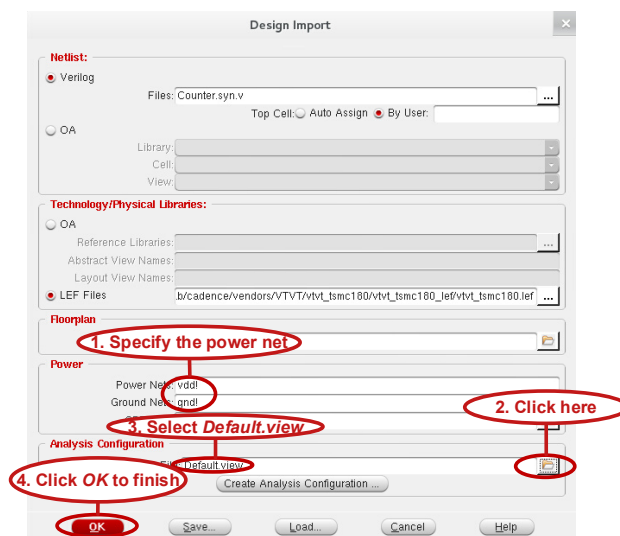 Design Import
Netlist:
Verilog
Files: Counter.syn.v ...
Top Cell: Auto Assign By User:
OA
Library:
Cell:
View:
Technology/Physical Libraries:
OA
Reference Libraries: ...
Abstract View Names:
Layout View Names:
LEF Files .b/cadence/vendors/VTVT/vtvt_tsmc180/vtvt_tsmc180_lef/vtvt_tsmc180.lef ...
Floorplan
1. Specify the power net
Power
Power Nets: vdd!
Ground Nets: gnd!
2. Click here
3. Select Default.view
Analysis Configuration
Default.view
4. Click OK to finish
Create Analysis Configuration ...
OK Save... Load... Cancel Help